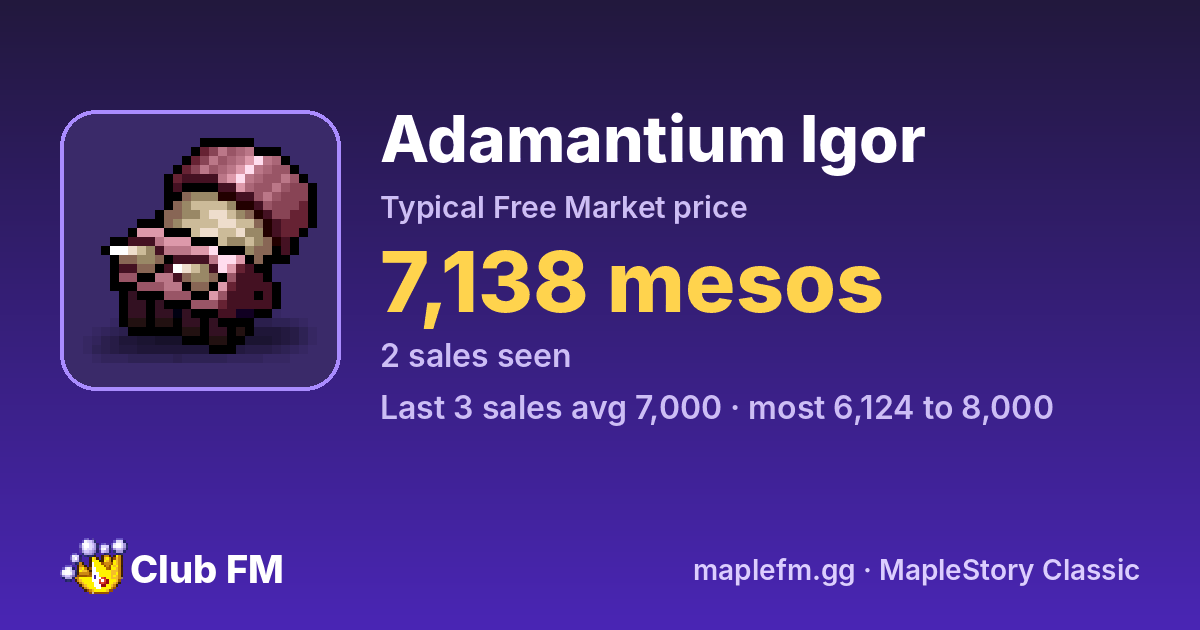 Adamantium Igor
Typical Free Market price
7,138 mesos
2 sales seen
Last 3 sales avg 7,000 · most 6,124 to 8,000
Club FM
maplefm.gg · MapleStory Classic